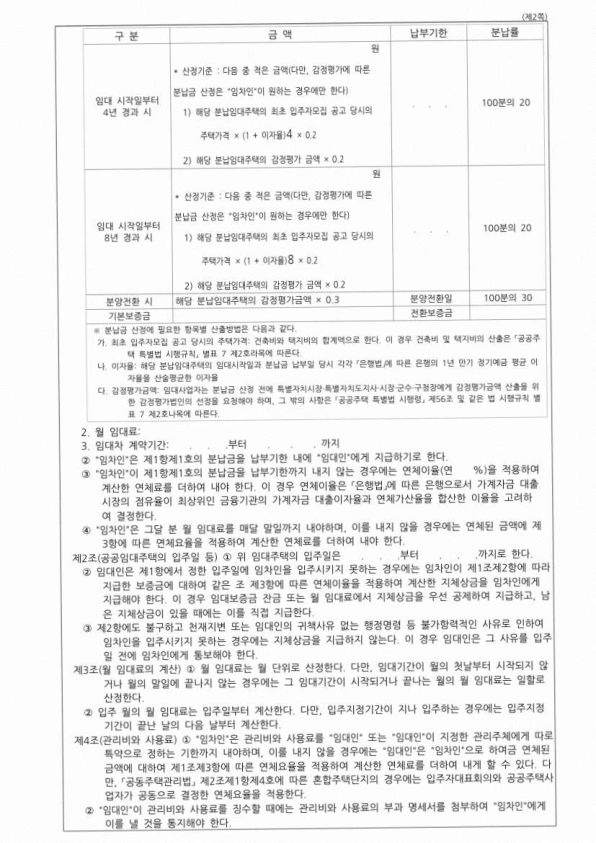 (제2쪽)
구 분 금 액 납부기한 분납률
원
* 산정기준 : 다음 중 적은 금액(다만, 감정평가에 따른
분납금 산정은 "임차인"이 원하는 경우에만 한다)
임대 시작일부터
4년 경과 시
1) 해당 분납임대주택의 최초 입주자모집 공고 당시의
. . . 100분의 20
주택가격 × (1 + 이자율)4 × 0.2
2) 해당 분납임대주택의 감정평가 금액 × 0.2
원
* 산정기준 : 다음 중 적은 금액(다만, 감정평가에 따른
분납금 산정은 "임차인"이 원하는 경우에만 한다)
임대 시작일부터
8년 경과 시
1) 해당 분납임대주택의 최초 입주자모집 공고 당시의
. . . 100분의 20
주택가격 × (1 + 이자율)8 × 0.2
2) 해당 분납임대주택의 감정평가 금액 × 0.2
분양전환 시 해당 분납임대주택의 감정평가금액 × 0.3 분양전환일 100분의 30
기본보증금 전환보증금
※ 분납금 산정에 필요한 항목별 산출방법은 다음과 같다.
가. 최초 입주자모집 공고 당시의 주택가격: 건축비와 택지비의 합계액으로 한다. 이 경우 건축비 및 택지비의 산출은 「공공주
택 특별법 시행규칙」 별표 7 제2호라목에 따른다.
나. 이자율: 해당 분납임대주택의 임대시작일과 분납금 납부일 당시 각각 「은행법」에 따른 은행의 1년 만기 정기예금 평균 이
자율을 산술평균한 이자율
다. 감정평가금액: 임대사업자는 분납금 산정 전에 특별자치시장·특별자치도지사·시장·군수·구청장에게 감정평가금액 산출을 위
한 감정평가법인의 선정을 요청해야 하며, 그 밖의 사항은 「공공주택 특별법 시행령」 제56조 및 같은 법 시행규칙 별
표 7 제2호나목에 따른다.
2. 월 임대료:
3. 임대차 계약기간: . . .부터 . . . 까지
② "임차인"은 제1항제1호의 분납금을 납부기한 내에 "임대인"에게 지급하기로 한다.
③ "임차인"이 제1항제1호의 분납금을 납부기한까지 내지 않는 경우에는 연체이율(연 %)을 적용하여
계산한 연체료를 더하여 내야 한다. 이 경우 연체이율은 「은행법」에 따른 은행으로서 가계자금 대출
시장의 점유율이 최상위인 금융기관의 가계자금 대출이자율과 연체가산율을 합산한 이율을 고려하
여 결정한다.
④ "임차인"은 그달 분 월 임대료를 매달 말일까지 내야하며, 이를 내지 않을 경우에는 연체된 금액에 제
3항에 따른 연체요율을 적용하여 계산한 연체료를 더하여 내야 한다.
제2조(공공임대주택의 입주일 등) ① 위 임대주택의 입주일은 . . .부터 . . .까지로 한다.
② 임대인은 제1항에서 정한 입주일에 임차인을 입주시키지 못하는 경우에는 임차인이 제1조제2항에 따라
지급한 보증금에 대하여 같은 조 제3항에 따른 연체이율을 적용하여 계산한 지체상금을 임차인에게
지급해야 한다. 이 경우 임대보증금 잔금 또는 월 임대료에서 지체상금을 우선 공제하여 지급하고, 남
은 지체상금이 있을 때에는 이를 직접 지급한다.
③ 제2항에도 불구하고 천재지변 또는 임대인의 귀책사유 없는 행정명령 등 불가항력적인 사유로 인하여
임차인을 입주시키지 못하는 경우에는 지체상금을 지급하지 않는다. 이 경우 임대인은 그 사유를 입주
일 전에 임차인에게 통보해야 한다.
제3조(월 임대료의 계산) ① 월 임대료는 월 단위로 산정한다. 다만, 임대기간이 월의 첫날부터 시작되지 않
거나 월의 말일에 끝나지 않는 경우에는 그 임대기간이 시작되거나 끝나는 월의 월 임대료는 일할로
산정한다.
② 입주 월의 월 임대료는 입주일부터 계산한다. 다만, 입주지정기간이 지나 입주하는 경우에는 입주지정
기간이 끝난 날의 다음 날부터 계산한다.
제4조(관리비와 사용료) ① "임차인"은 관리비와 사용료를 "임대인" 또는 "임대인"이 지정한 관리주체에게 따로
특약으로 정하는 기한까지 내야하며, 이를 내지 않을 경우에는 "임대인"은 "임차인"으로 하여금 연체된
금액에 대하여 제1조제3항에 따른 연체요율을 적용하여 계산한 연체료를 더하여 내게 할 수 있다. 다
만, 「공동주택관리법」 제2조제1항제4호에 따른 혼합주택단지의 경우에는 입주자대표회의와 공공주택사
업자가 공동으로 결정한 연체요율을 적용한다.
② "임대인"이 관리비와 사용료를 징수할 때에는 관리비와 사용료의 부과 명세서를 첨부하여 "임차인"에게
이를 낼 것을 통지해야 한다.